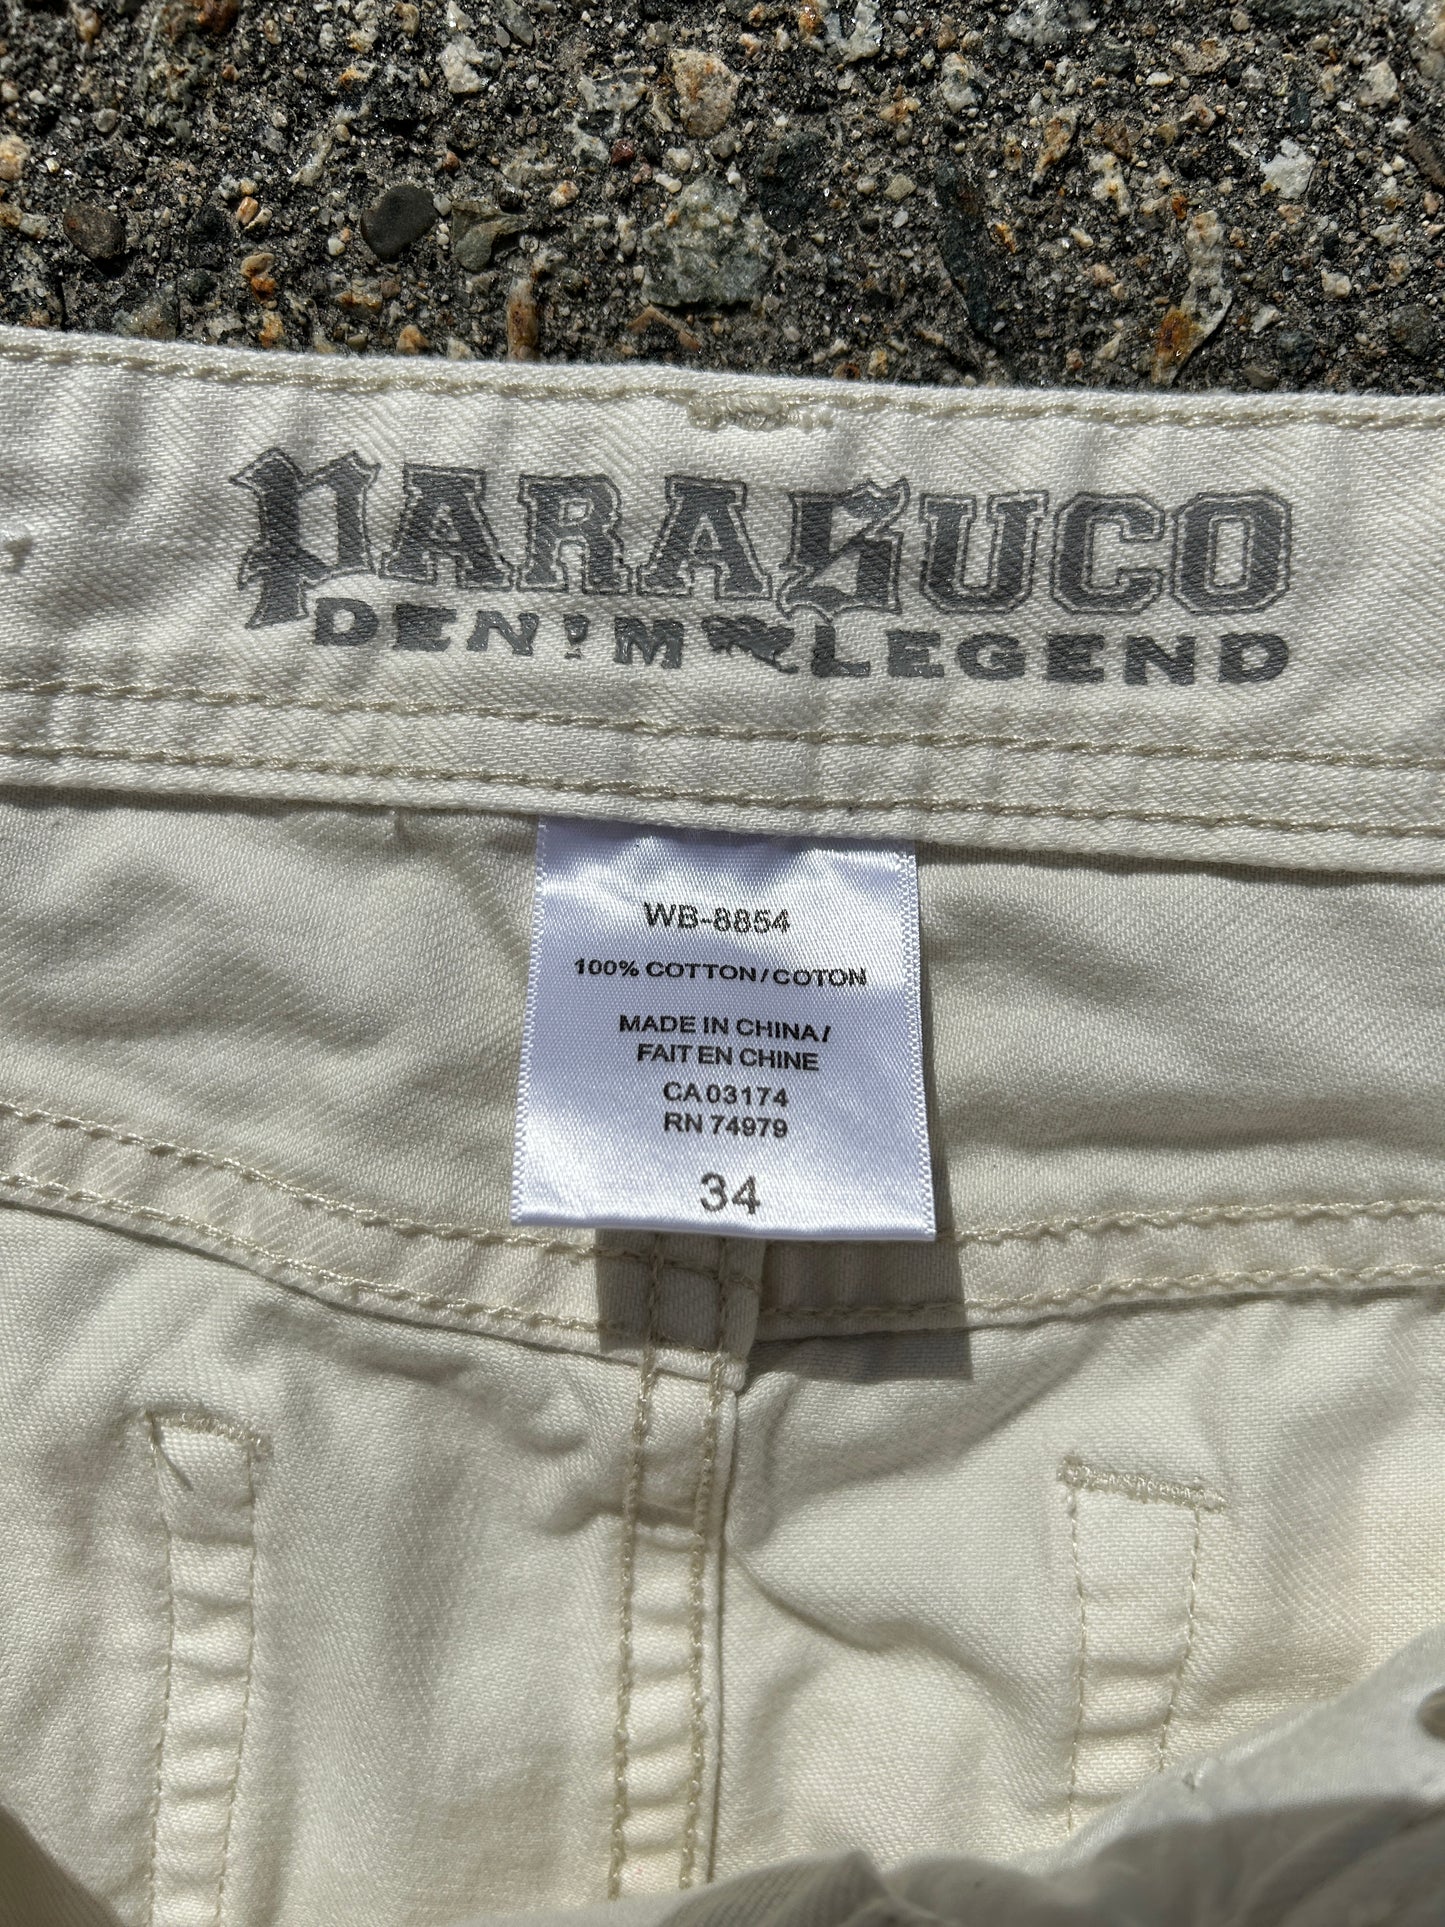 PARASUCO
DENIM LEGEND
WB-8854
100% COTTON/COTON
MADE IN CHINA/
FAIT EN CHINE
CA 03174
RN 74979
34